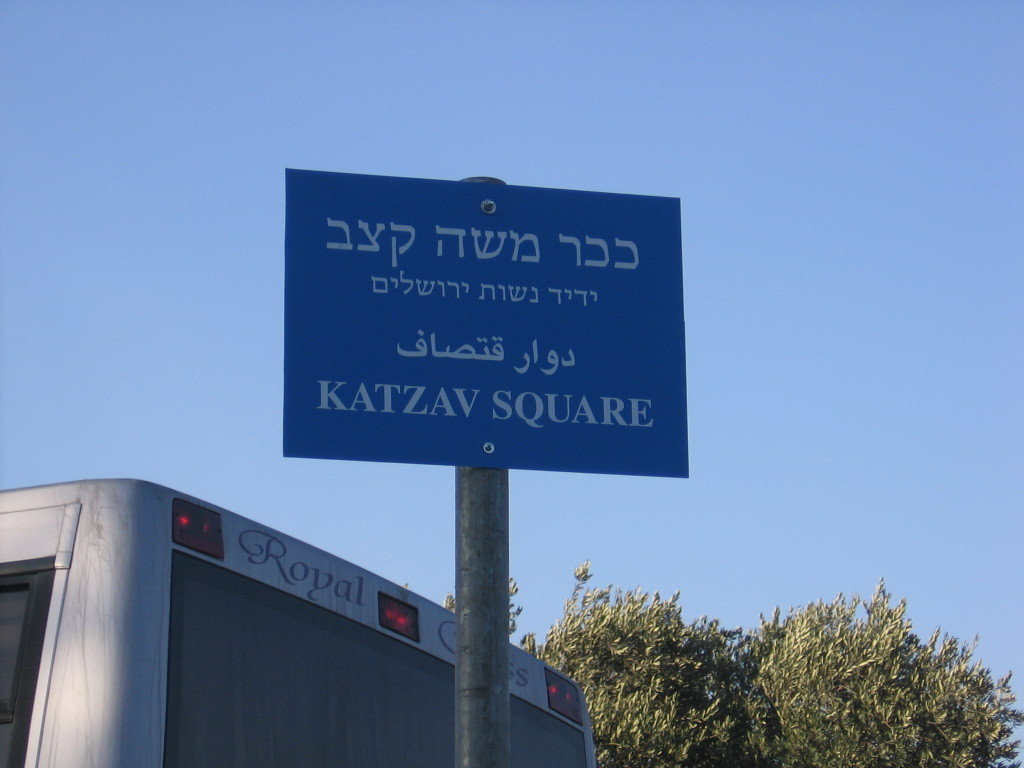 ככר משה קצב
ידיד נשות ירושלים
دوار قتصاف
KATZAV SQUARE
Royal